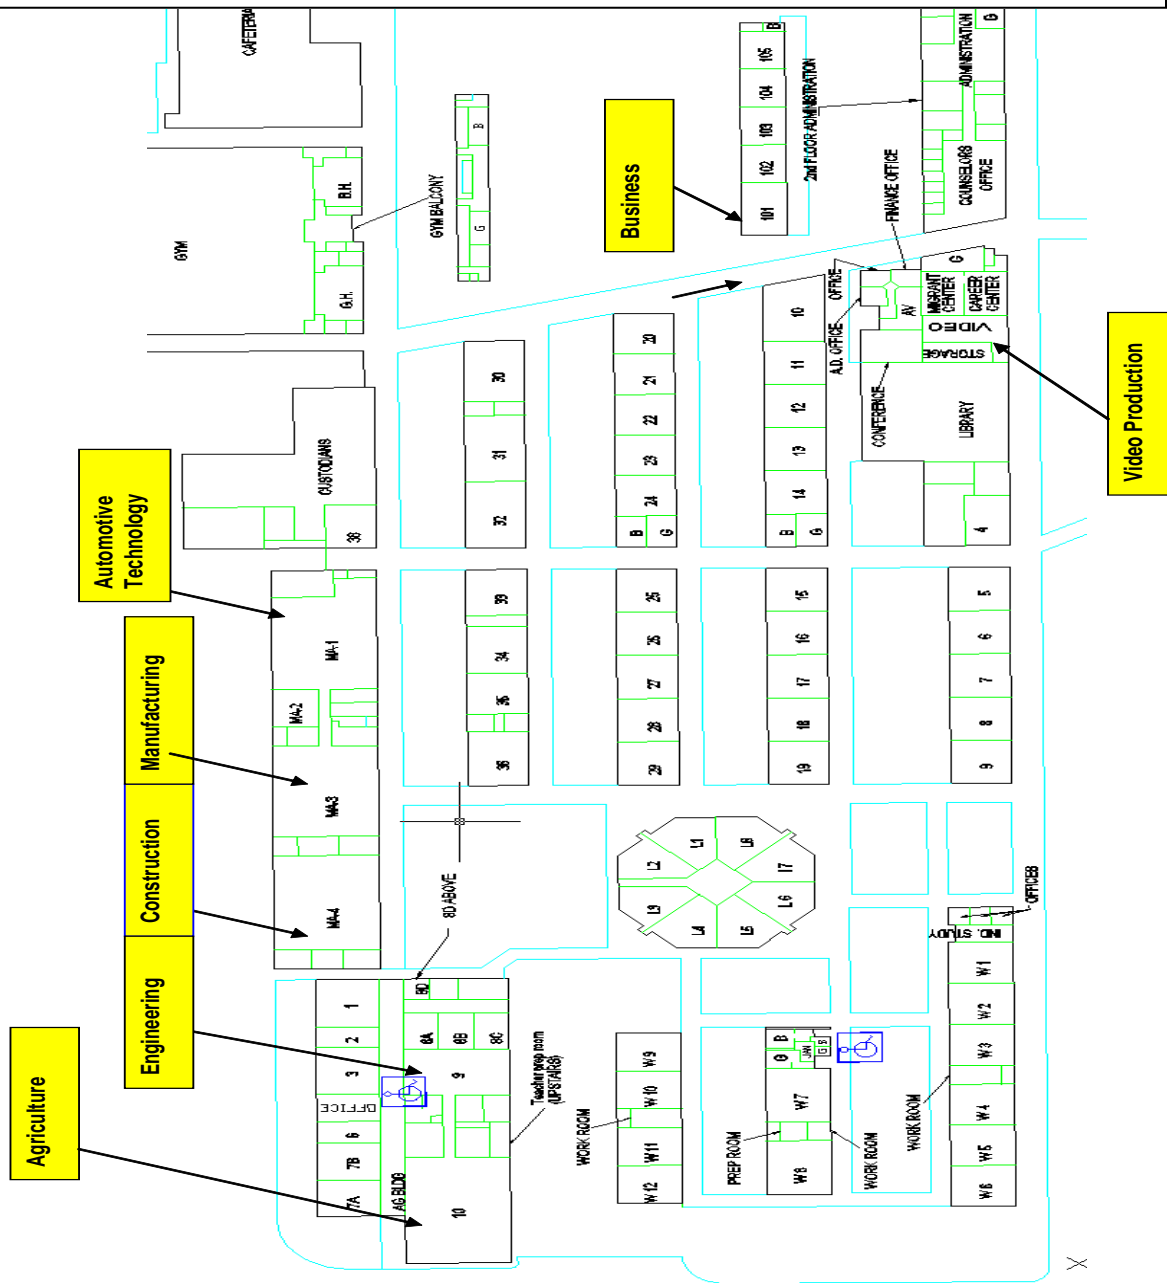 CAFETERIA
GYM
B.H.
G.H.
GYM BALCONY
B
G
Business
B
105
104
103
102
101
2nd FLOOR ADMINISTRATION
G
ADMINISTRATION
COUNSELORS
OFFICE
FINANCE OFFICE
OFFICE
A.D. OFFICE
AV
G
MIGRANT
CENTER
CAREER
CENTER
VIDEO
STORAGE
CONFERENCE
LIBRARY
4
Video Production
CUSTODIANS
38
30
31
32
20
21
22
23
24
B
G
10
11
12
13
14
B
G
Automotive
Technology
Manufacturing
Construction
Engineering
Agriculture
MA-1
MA-2
MA-3
MA-4
33
34
35
36
25
26
27
28
29
15
16
17
18
19
5
6
7
8
9
8D ABOVE
L1
L2
L3
L4
L5
L6
L7
L8
OFFICES
IND. STUDY
1
2
3
OFFICE
6
7B
7A
AG BLDG
8D
8A
8B
8C
9
10
Teacher prep room
(UPSTAIRS)
WORK ROOM
W9
W10
W11
W12
B
G
JAN
G
B
W7
W8
PREP ROOM
WORK ROOM
WORK ROOM
W1
W2
W3
W4
W5
W6
X